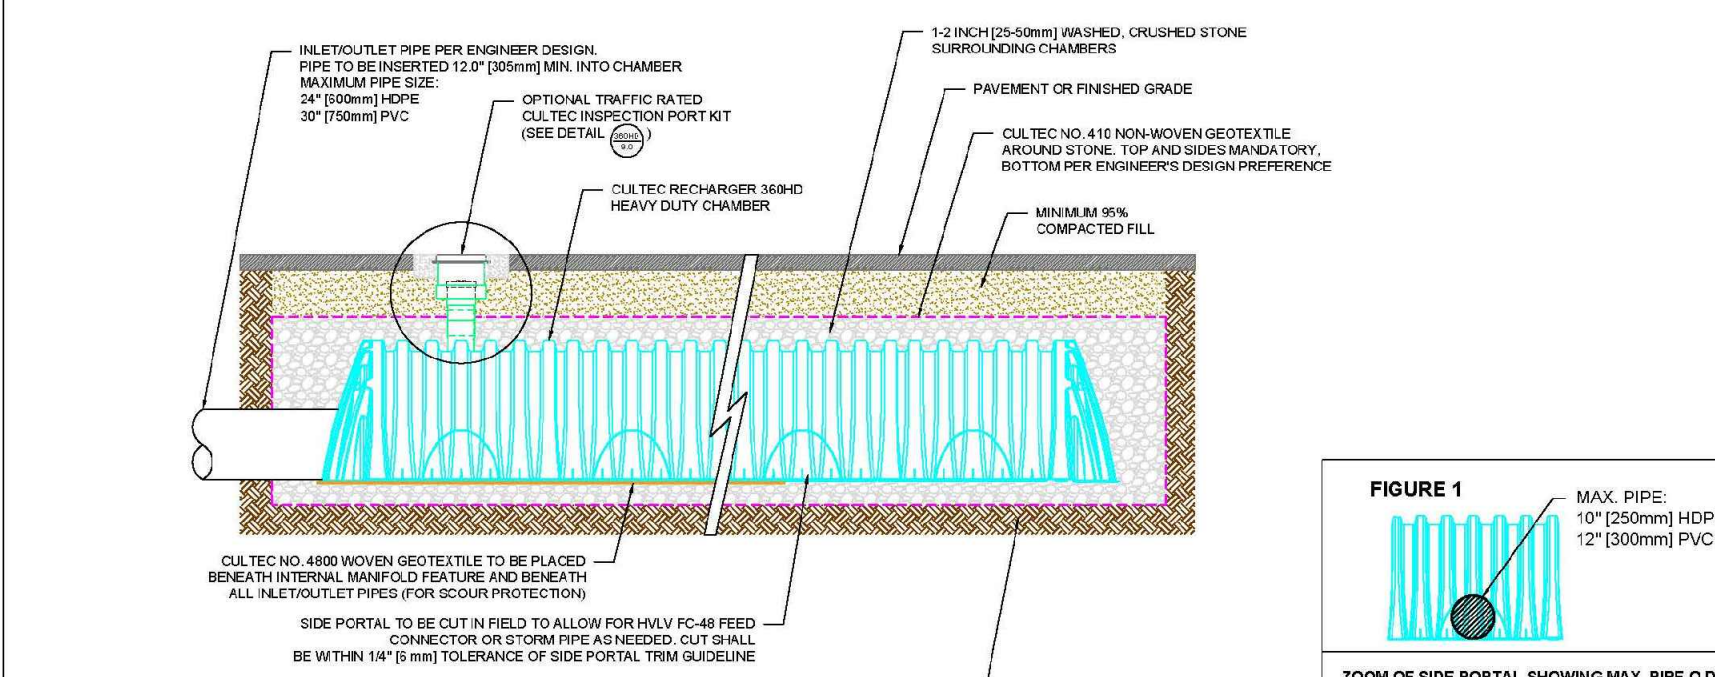 INLET/OUTLET PIPE PER ENGINEER DESIGN.
PIPE TO BE INSERTED 12.0" [305mm] MIN. INTO CHAMBER
MAXIMUM PIPE SIZE:
24" [600mm] HDPE
30" [750mm] PVC
OPTIONAL TRAFFIC RATED
CULTEC INSPECTION PORT KIT
(SEE DETAIL 360HD )
9.0
CULTEC RECHARGER 360HD
HEAVY DUTY CHAMBER
1-2 INCH [25-50mm] WASHED, CRUSHED STONE
SURROUNDING CHAMBERS
PAVEMENT OR FINISHED GRADE
CULTEC NO. 410 NON-WOVEN GEOTEXTILE
AROUND STONE. TOP AND SIDES MANDATORY,
BOTTOM PER ENGINEER'S DESIGN PREFERENCE
MINIMUM 95%
COMPACTED FILL
CULTEC NO. 4800 WOVEN GEOTEXTILE TO BE PLACED
BENEATH INTERNAL MANIFOLD FEATURE AND BENEATH
ALL INLET/OUTLET PIPES (FOR SCOUR PROTECTION)
SIDE PORTAL TO BE CUT IN FIELD TO ALLOW FOR HVLV FC-48 FEED
CONNECTOR OR STORM PIPE AS NEEDED. CUT SHALL
BE WITHIN 1/4" [6 mm] TOLERANCE OF SIDE PORTAL TRIM GUIDELINE
FIGURE 1
MAX. PIPE:
10" [250mm] HDP
12" [300mm] PVC
ZOOM OF SIDE PORTAL SHOWING MAX. PIPE O.D